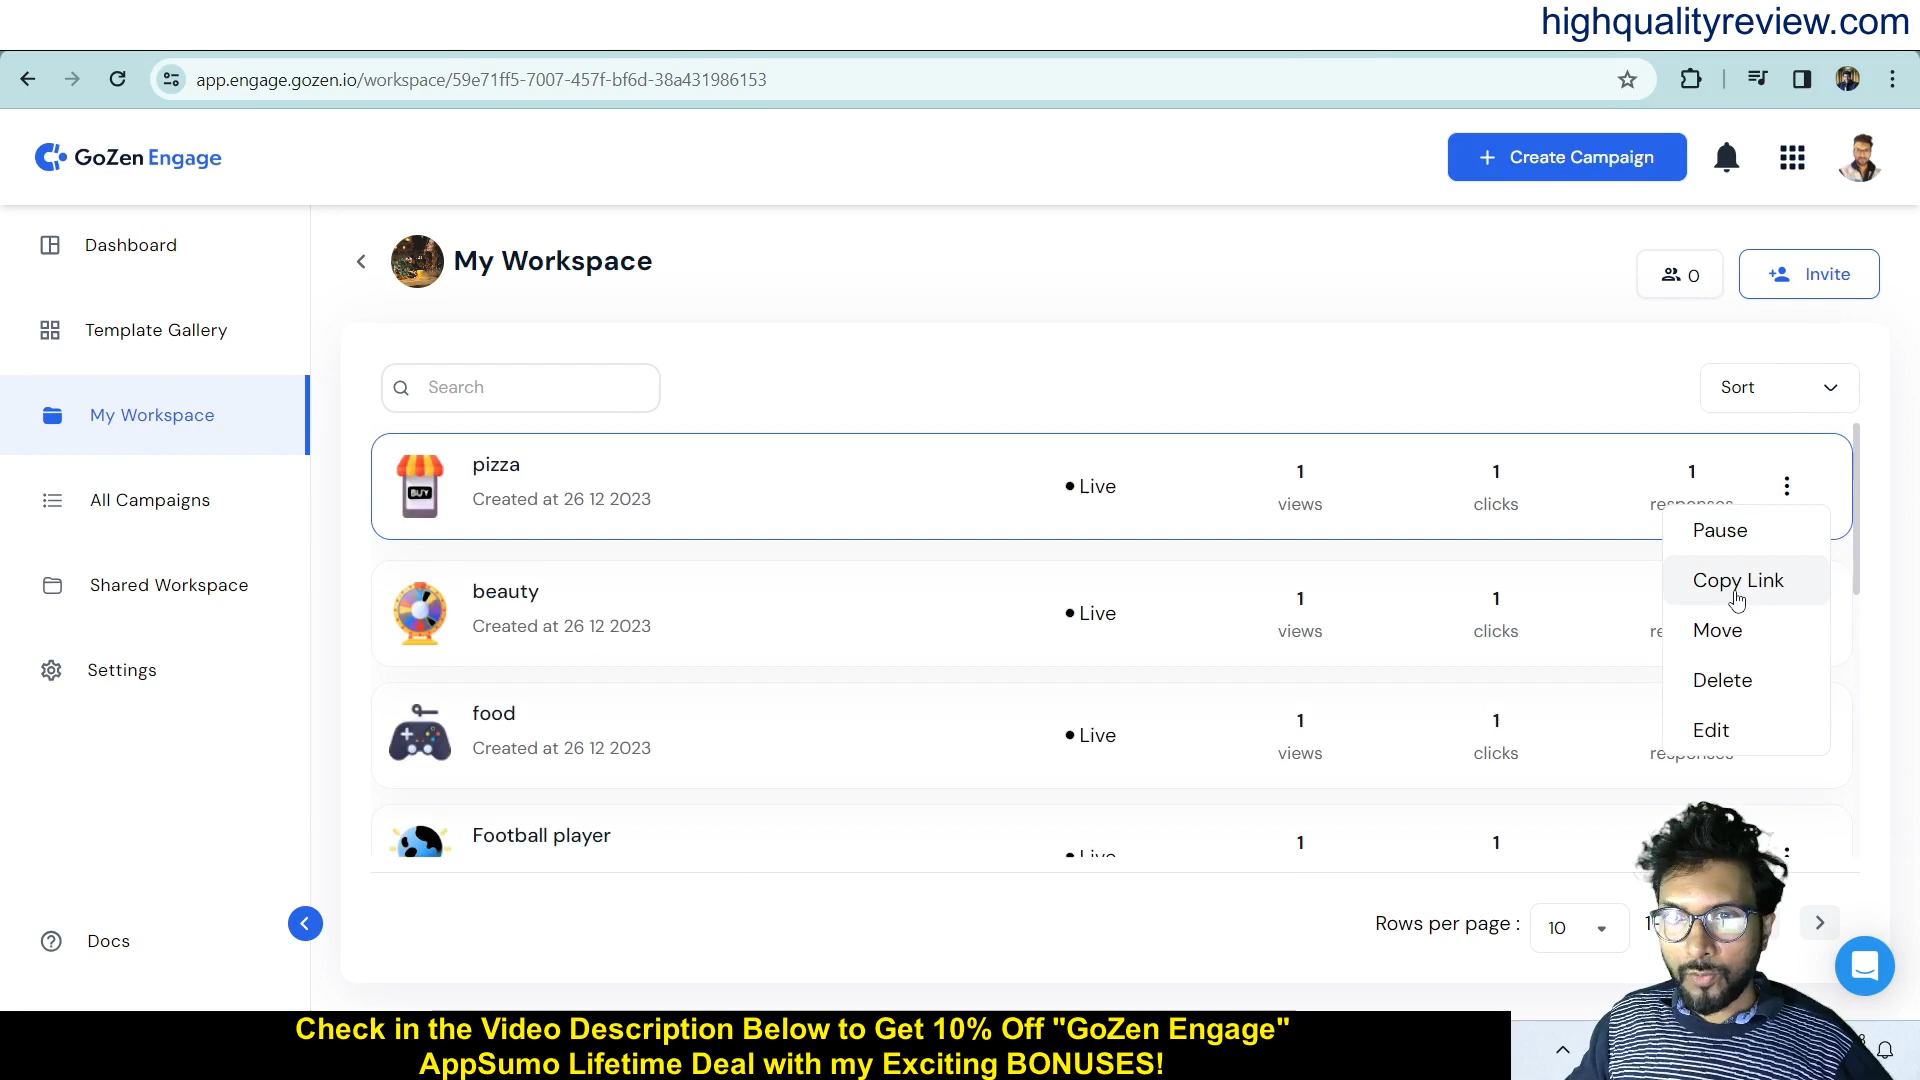 highqualityreview.com
app.engage.gozen.io/workspace/59e71ff5-7007-457f-bf6d-38a431986153
GoZen Engage
+ Create Campaign
Dashboard
Template Gallery
My Workspace
All Campaigns
Shared Workspace
Settings
Docs
My Workspace
0
Invite
Search
Sort
pizza
Created at 26 12 2023
Live
1
views
1
clicks
1
responses
Pause
Copy Link
Move
Delete
Edit
beauty
Created at 26 12 2023
Live
1
views
1
clicks
food
Created at 26 12 2023
Live
1
views
1
clicks
responses
Football player
Live
1
1
Rows per page :
10
BUY
Check in the Video Description Below to Get 10% Off "GoZen Engage"
AppSumo Lifetime Deal with my Exciting BONUSES!